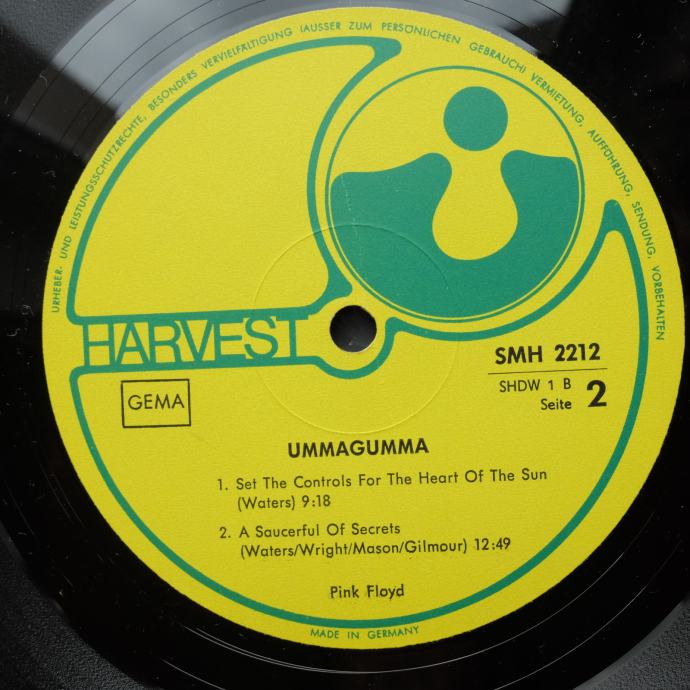 URHEBER- UND LEISTUNGSSCHUTZRECHTE, BESONDERS VERVIELFÄLTIGUNG (AUSSER ZUM PERSÖNLICHEN GEBRAUCH) VERMIETUNG, AUFFÜHRUNG, SENDUNG, VORBEHALTEN
HARVEST
GEMA
SMH 2212
SHDW 1 B
Seite 2
UMMAGUMMA
1. Set The Controls For The Heart Of The Sun
(Waters) 9:18
2. A Saucerful Of Secrets
(Waters/Wright/Mason/Gilmour) 12:49
Pink Floyd
MADE IN GERMANY